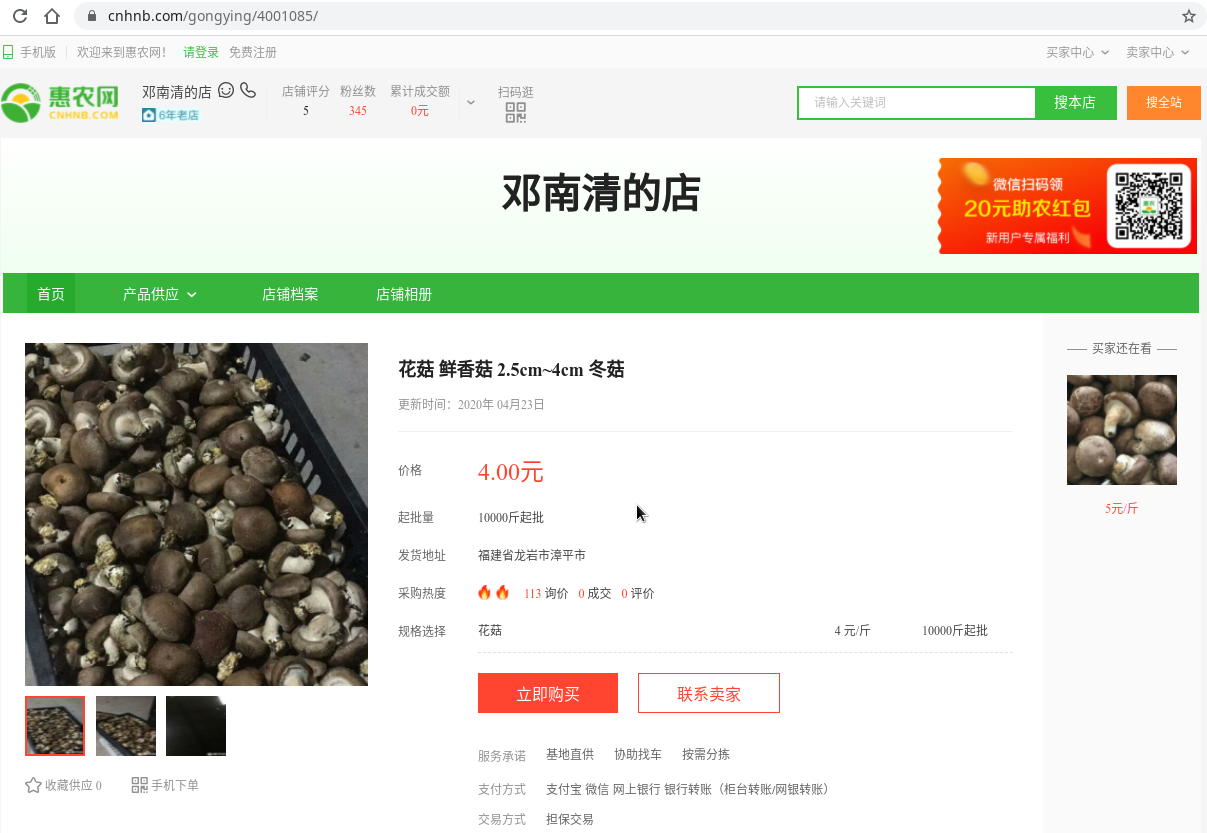 cnhnb.com/gongying/4001085/
手机版 欢迎来到惠农网! 请登录 免费注册 买家中心 卖家中心
惠农网
CNHNB.COM
邓南清的店
6年老店
店铺评分 粉丝数 累计成交额 扫码逛
5 345 0元
请输入关键词 搜本店 搜全站
邓南清的店
微信扫码领
20元助农红包
新用户专属福利
首页 产品供应 店铺档案 店铺相册
花菇 鲜香菇 2.5cm~4cm 冬菇
更新时间：2020年 04月23日
价格 4.00元
起批量 10000斤起批
发货地址 福建省龙岩市漳平市
采购热度 113 询价 0 成交 0 评价
规格选择 花菇 4 元/斤 10000斤起批
立即购买 联系卖家
服务承诺 基地直供 协助找车 按需分拣
支付方式 支付宝 微信 网上银行 银行转账（柜台转账/网银转账）
交易方式 担保交易
收藏供应 0 手机下单
买家还在看
5元/斤